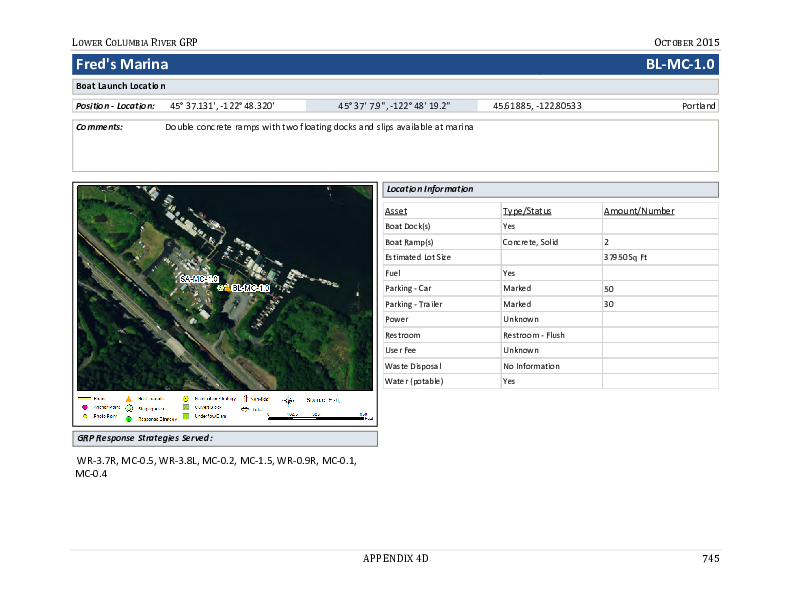 LOWER COLUMBIA RIVER GRP OCTOBER 2015
Fred's Marina BL-MC-1.0
Boat Launch Location
Position - Location: 45° 37.131', -122° 48.320' 45° 37' 7.9", -122° 48' 19.2" 45.61885, -122.80533 Portland
Comments: Double concrete ramps with two floating docks and slips available at marina
Location Information
Asset Type/Status Amount/Number
Boat Dock(s) Yes
Boat Ramp(s) Concrete, Solid 2
Estimated Lot Size 37950 Sq Ft
Fuel Yes
Parking - Car Marked 50
Parking - Trailer Marked 30
Power Unknown
Restroom Restroom - Flush
User Fee Unknown
Waste Disposal No Information
Water (potable) Yes
SA-MC-1.0
BL-MC-1.0
GRP Response Strategies Served:
WR-3.7R, MC-0.5, WR-3.8L, MC-0.2, MC-1.5, WR-0.9R, MC-0.1,
MC-0.4
APPENDIX 4D 745